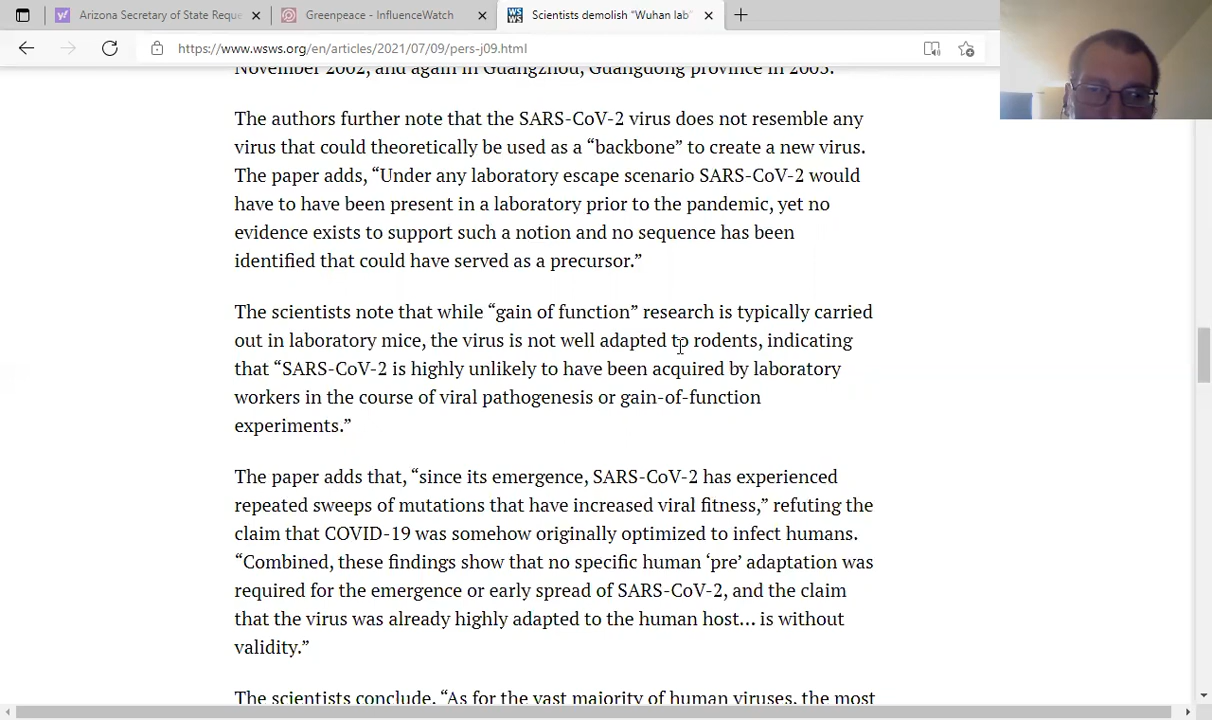 Arizona Secretary of State Reque
Greenpeace - InfluenceWatch
Scientists demolish "Wuhan lab"
https://www.wsws.org/en/articles/2021/07/09/pers-j09.html
November 2002, and again in Guangzhou, Guangdong province in 2003.
The authors further note that the SARS-CoV-2 virus does not resemble any
virus that could theoretically be used as a “backbone” to create a new virus.
The paper adds, “Under any laboratory escape scenario SARS-CoV-2 would
have to have been present in a laboratory prior to the pandemic, yet no
evidence exists to support such a notion and no sequence has been
identified that could have served as a precursor.”
The scientists note that while “gain of function” research is typically carried
out in laboratory mice, the virus is not well adapted to rodents, indicating
that “SARS-CoV-2 is highly unlikely to have been acquired by laboratory
workers in the course of viral pathogenesis or gain-of-function
experiments.”
The paper adds that, “since its emergence, SARS-CoV-2 has experienced
repeated sweeps of mutations that have increased viral fitness,” refuting the
claim that COVID-19 was somehow originally optimized to infect humans.
“Combined, these findings show that no specific human ‘pre’ adaptation was
required for the emergence or early spread of SARS-CoV-2, and the claim
that the virus was already highly adapted to the human host… is without
validity.”
The scientists conclude, “As for the vast majority of human viruses, the most